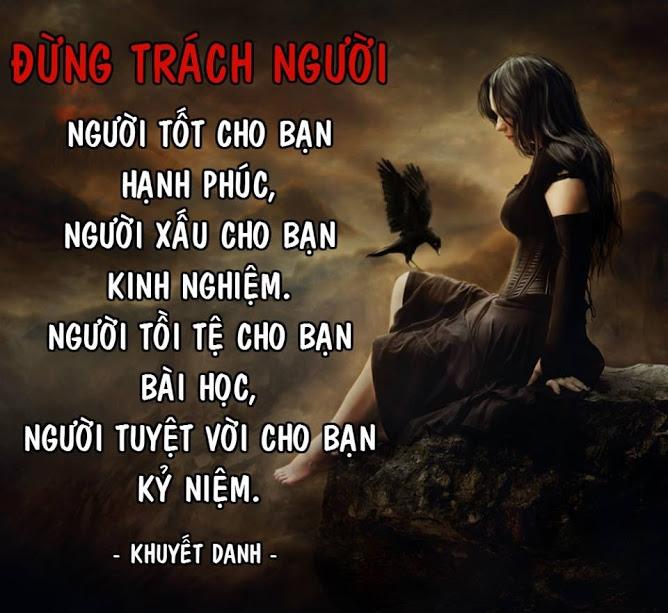 ĐỪNG TRÁCH NGƯỜI
NGƯỜI TỐT CHO BẠN
HẠNH PHÚC,
NGƯỜI XẤU CHO BẠN
KINH NGHIỆM.
NGƯỜI TỒI TỆ CHO BẠN
BÀI HỌC,
NGƯỜI TUYỆT VỜI CHO BẠN
KỶ NIỆM.
- KHUYẾT DANH -